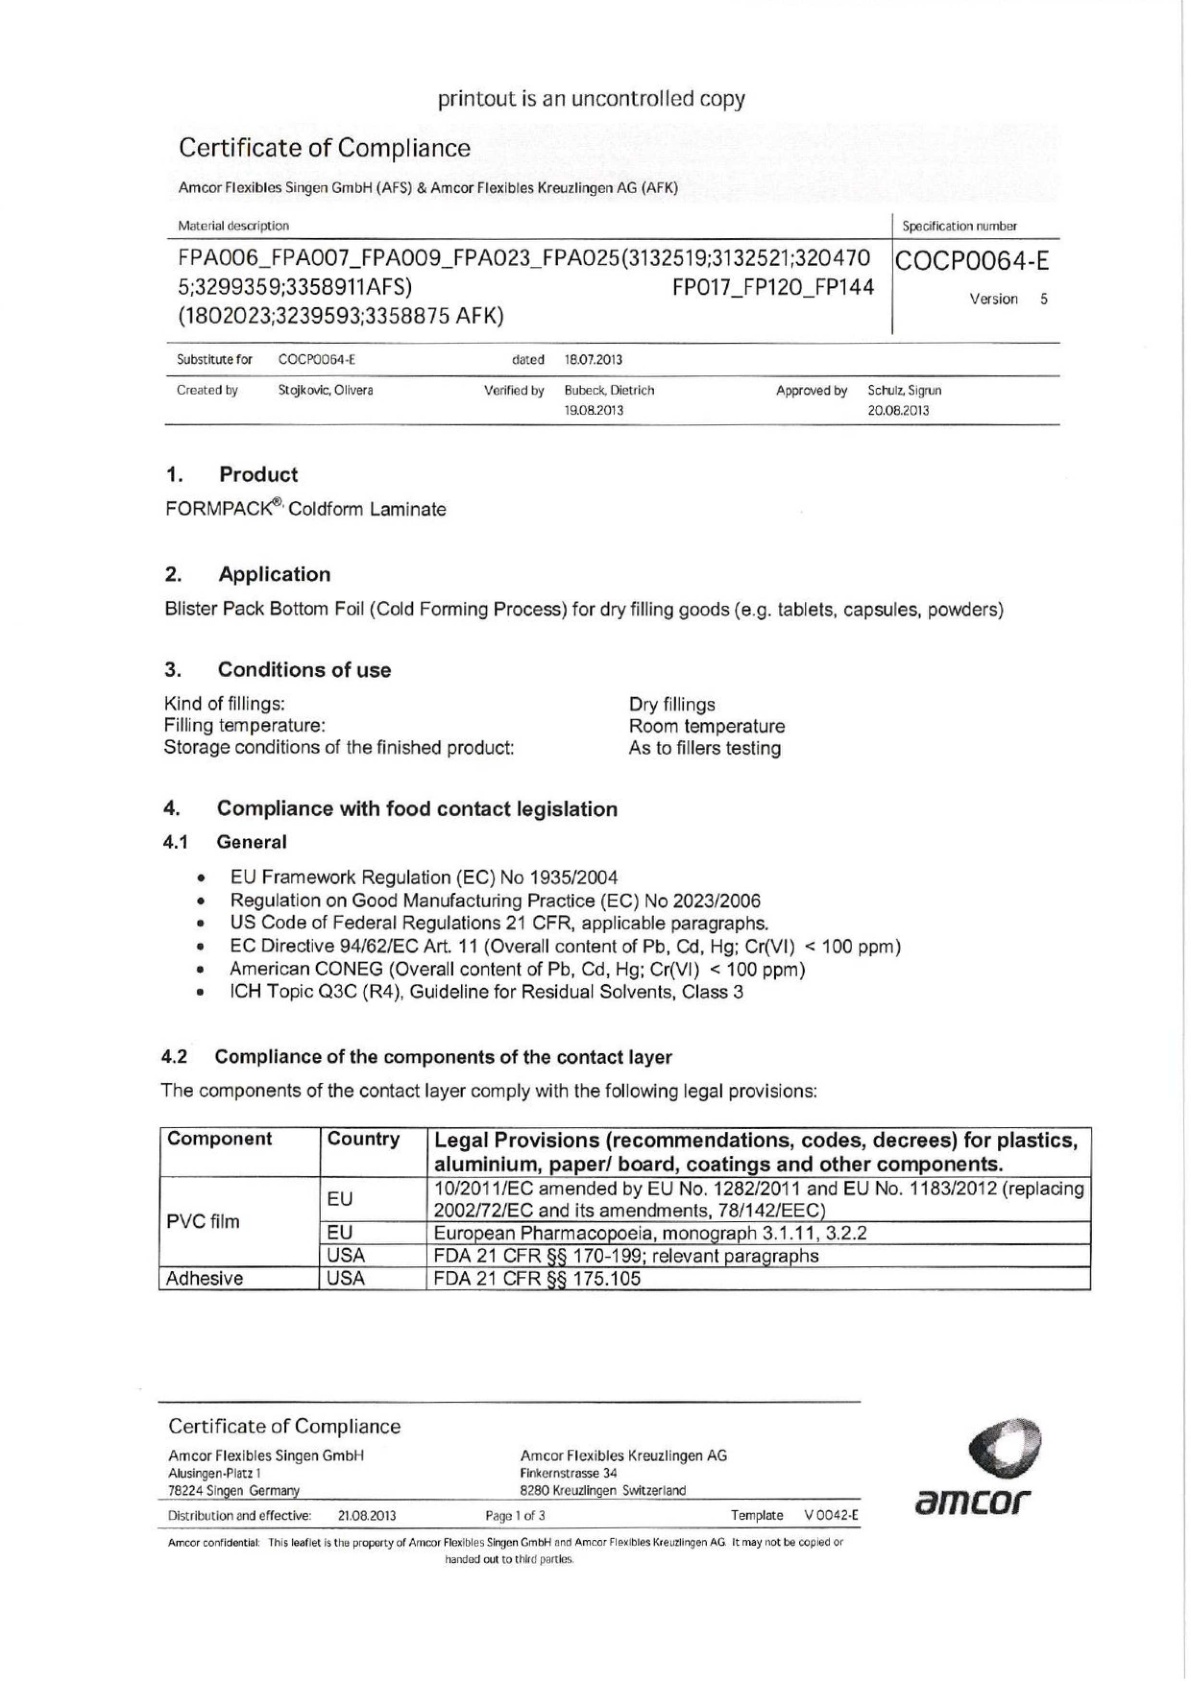 printout is an uncontrolled copy
Certificate of Compliance
Amcor Flexibles Singen GmbH (AFS) & Amcor Flexibles Kreuzlingen AG (AFK)
Material description Specification number
FPA006_FPA007_FPA009_FPA023_FPA025(3132519;3132521;320470 COCP0064-E
5;3299359;3358911AFS) FP017_FP120_FP144 Version 5
(1802023;3239593;3358875 AFK)
Substitute for COCP0064-E dated 18.07.2013
Created by Stojkovic, Olivera Verified by Bubeck, Dietrich Approved by Schulz, Sigrun
19.08.2013 20.08.2013
1. Product
FORMPACK®, Coldform Laminate
2. Application
Blister Pack Bottom Foil (Cold Forming Process) for dry filling goods (e.g. tablets, capsules, powders)
3. Conditions of use
Kind of fillings: Dry fillings
Filling temperature: Room temperature
Storage conditions of the finished product: As to fillers testing
4. Compliance with food contact legislation
4.1 General
• EU Framework Regulation (EC) No 1935/2004
• Regulation on Good Manufacturing Practice (EC) No 2023/2006
• US Code of Federal Regulations 21 CFR, applicable paragraphs.
• EC Directive 94/62/EC Art. 11 (Overall content of Pb, Cd, Hg; Cr(VI) < 100 ppm)
• American CONEG (Overall content of Pb, Cd, Hg; Cr(VI) < 100 ppm)
• ICH Topic Q3C (R4), Guideline for Residual Solvents, Class 3
4.2 Compliance of the components of the contact layer
The components of the contact layer comply with the following legal provisions:
Component Country Legal Provisions (recommendations, codes, decrees) for plastics,
aluminium, paper/ board, coatings and other components.
PVC film EU 10/2011/EC amended by EU No. 1282/2011 and EU No. 1183/2012 (replacing
2002/72/EC and its amendments, 78/142/EEC)
EU European Pharmacopoeia, monograph 3.1.11, 3.2.2
USA FDA 21 CFR §§ 170-199; relevant paragraphs
Adhesive USA FDA 21 CFR §§ 175.105
Certificate of Compliance
Amcor Flexibles Singen GmbH Amcor Flexibles Kreuzlingen AG
Alusingen-Platz 1 Finkernstrasse 34
78224 Singen Germany 8280 Kreuzlingen Switzerland
amcor
Distribution and effective: 21.08.2013 Page 1 of 3 Template V 0042-E
Amcor confidential: This leaflet is the property of Amcor Flexibles Singen GmbH and Amcor Flexibles Kreuzlingen AG. It may not be copied or
handed out to third parties.